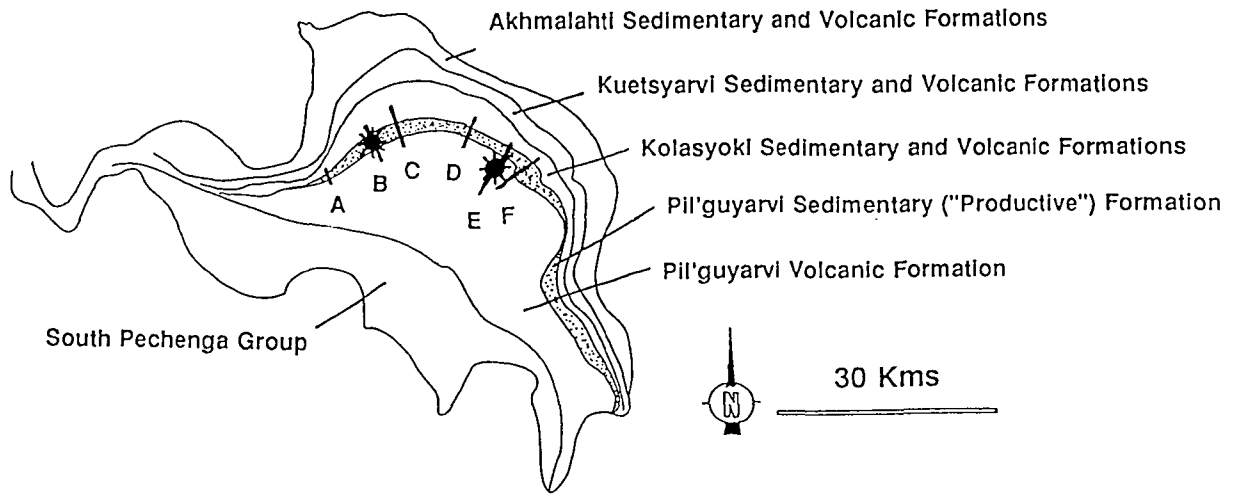 Akhmalahti Sedimentary and Volcanic Formations
Kuetsyarvi Sedimentary and Volcanic Formations
Kolasyoki Sedimentary and Volcanic Formations
Pil'guyarvi Sedimentary ("Productive") Formation
Pil'guyarvi Volcanic Formation
South Pechenga Group
A
B
C
D
E
F
N
30 Kms